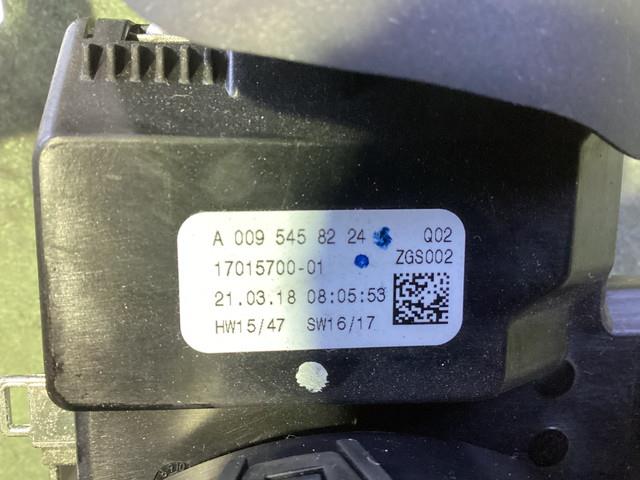 A 009 545 82 24 Q02
17015700-01 ZGS002
21.03.18 08:05:53
HW15/47 SW16/17